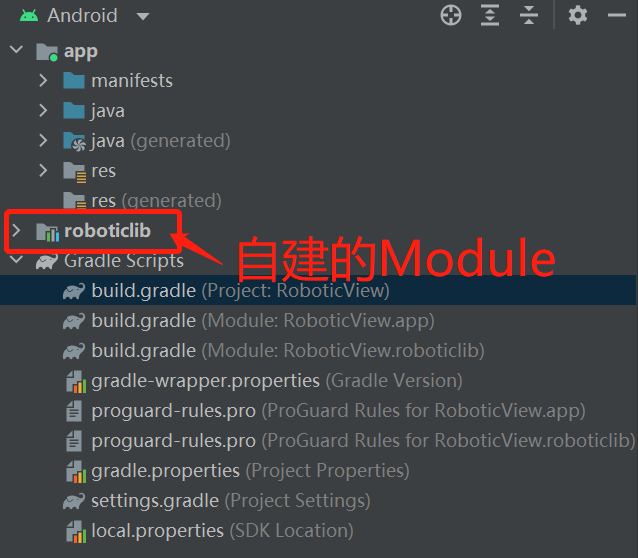 Android
app
manifests
java
java (generated)
res
res (generated)
roboticlib
自建的Module
Gradle Scripts
build.gradle (Project: RoboticView)
build.gradle (Module: RoboticView.app)
build.gradle (Module: RoboticView.roboticlib)
gradle-wrapper.properties (Gradle Version)
proguard-rules.pro (ProGuard Rules for RoboticView.app)
proguard-rules.pro (ProGuard Rules for RoboticView.roboticlib)
gradle.properties (Project Properties)
settings.gradle (Project Settings)
local.properties (SDK Location)